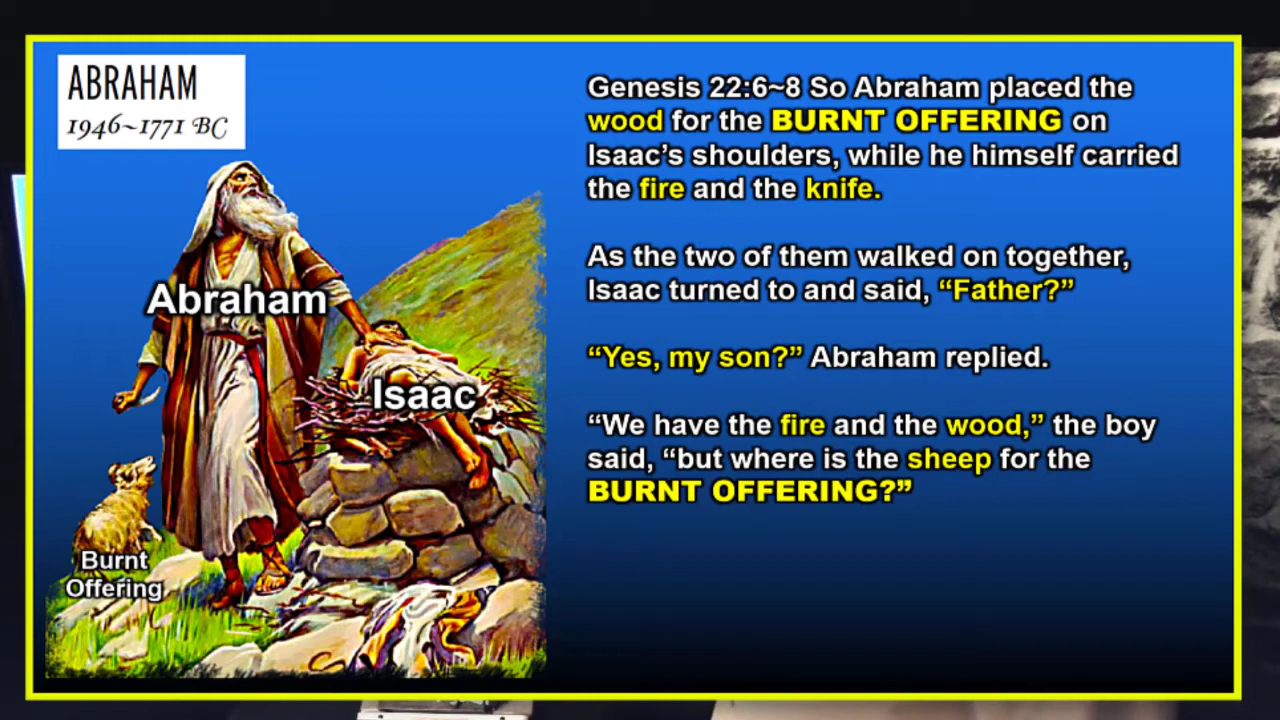 ABRAHAM
1946~1771 BC
Genesis 22:6~8 So Abraham placed the
wood for the BURNT OFFERING on
Isaac’s shoulders, while he himself carried
the fire and the knife.
As the two of them walked on together,
Isaac turned to and said, “Father?”
“Yes, my son?” Abraham replied.
“We have the fire and the wood,” the boy
said, “but where is the sheep for the
BURNT OFFERING?”
Abraham
Isaac
Burnt
Offering